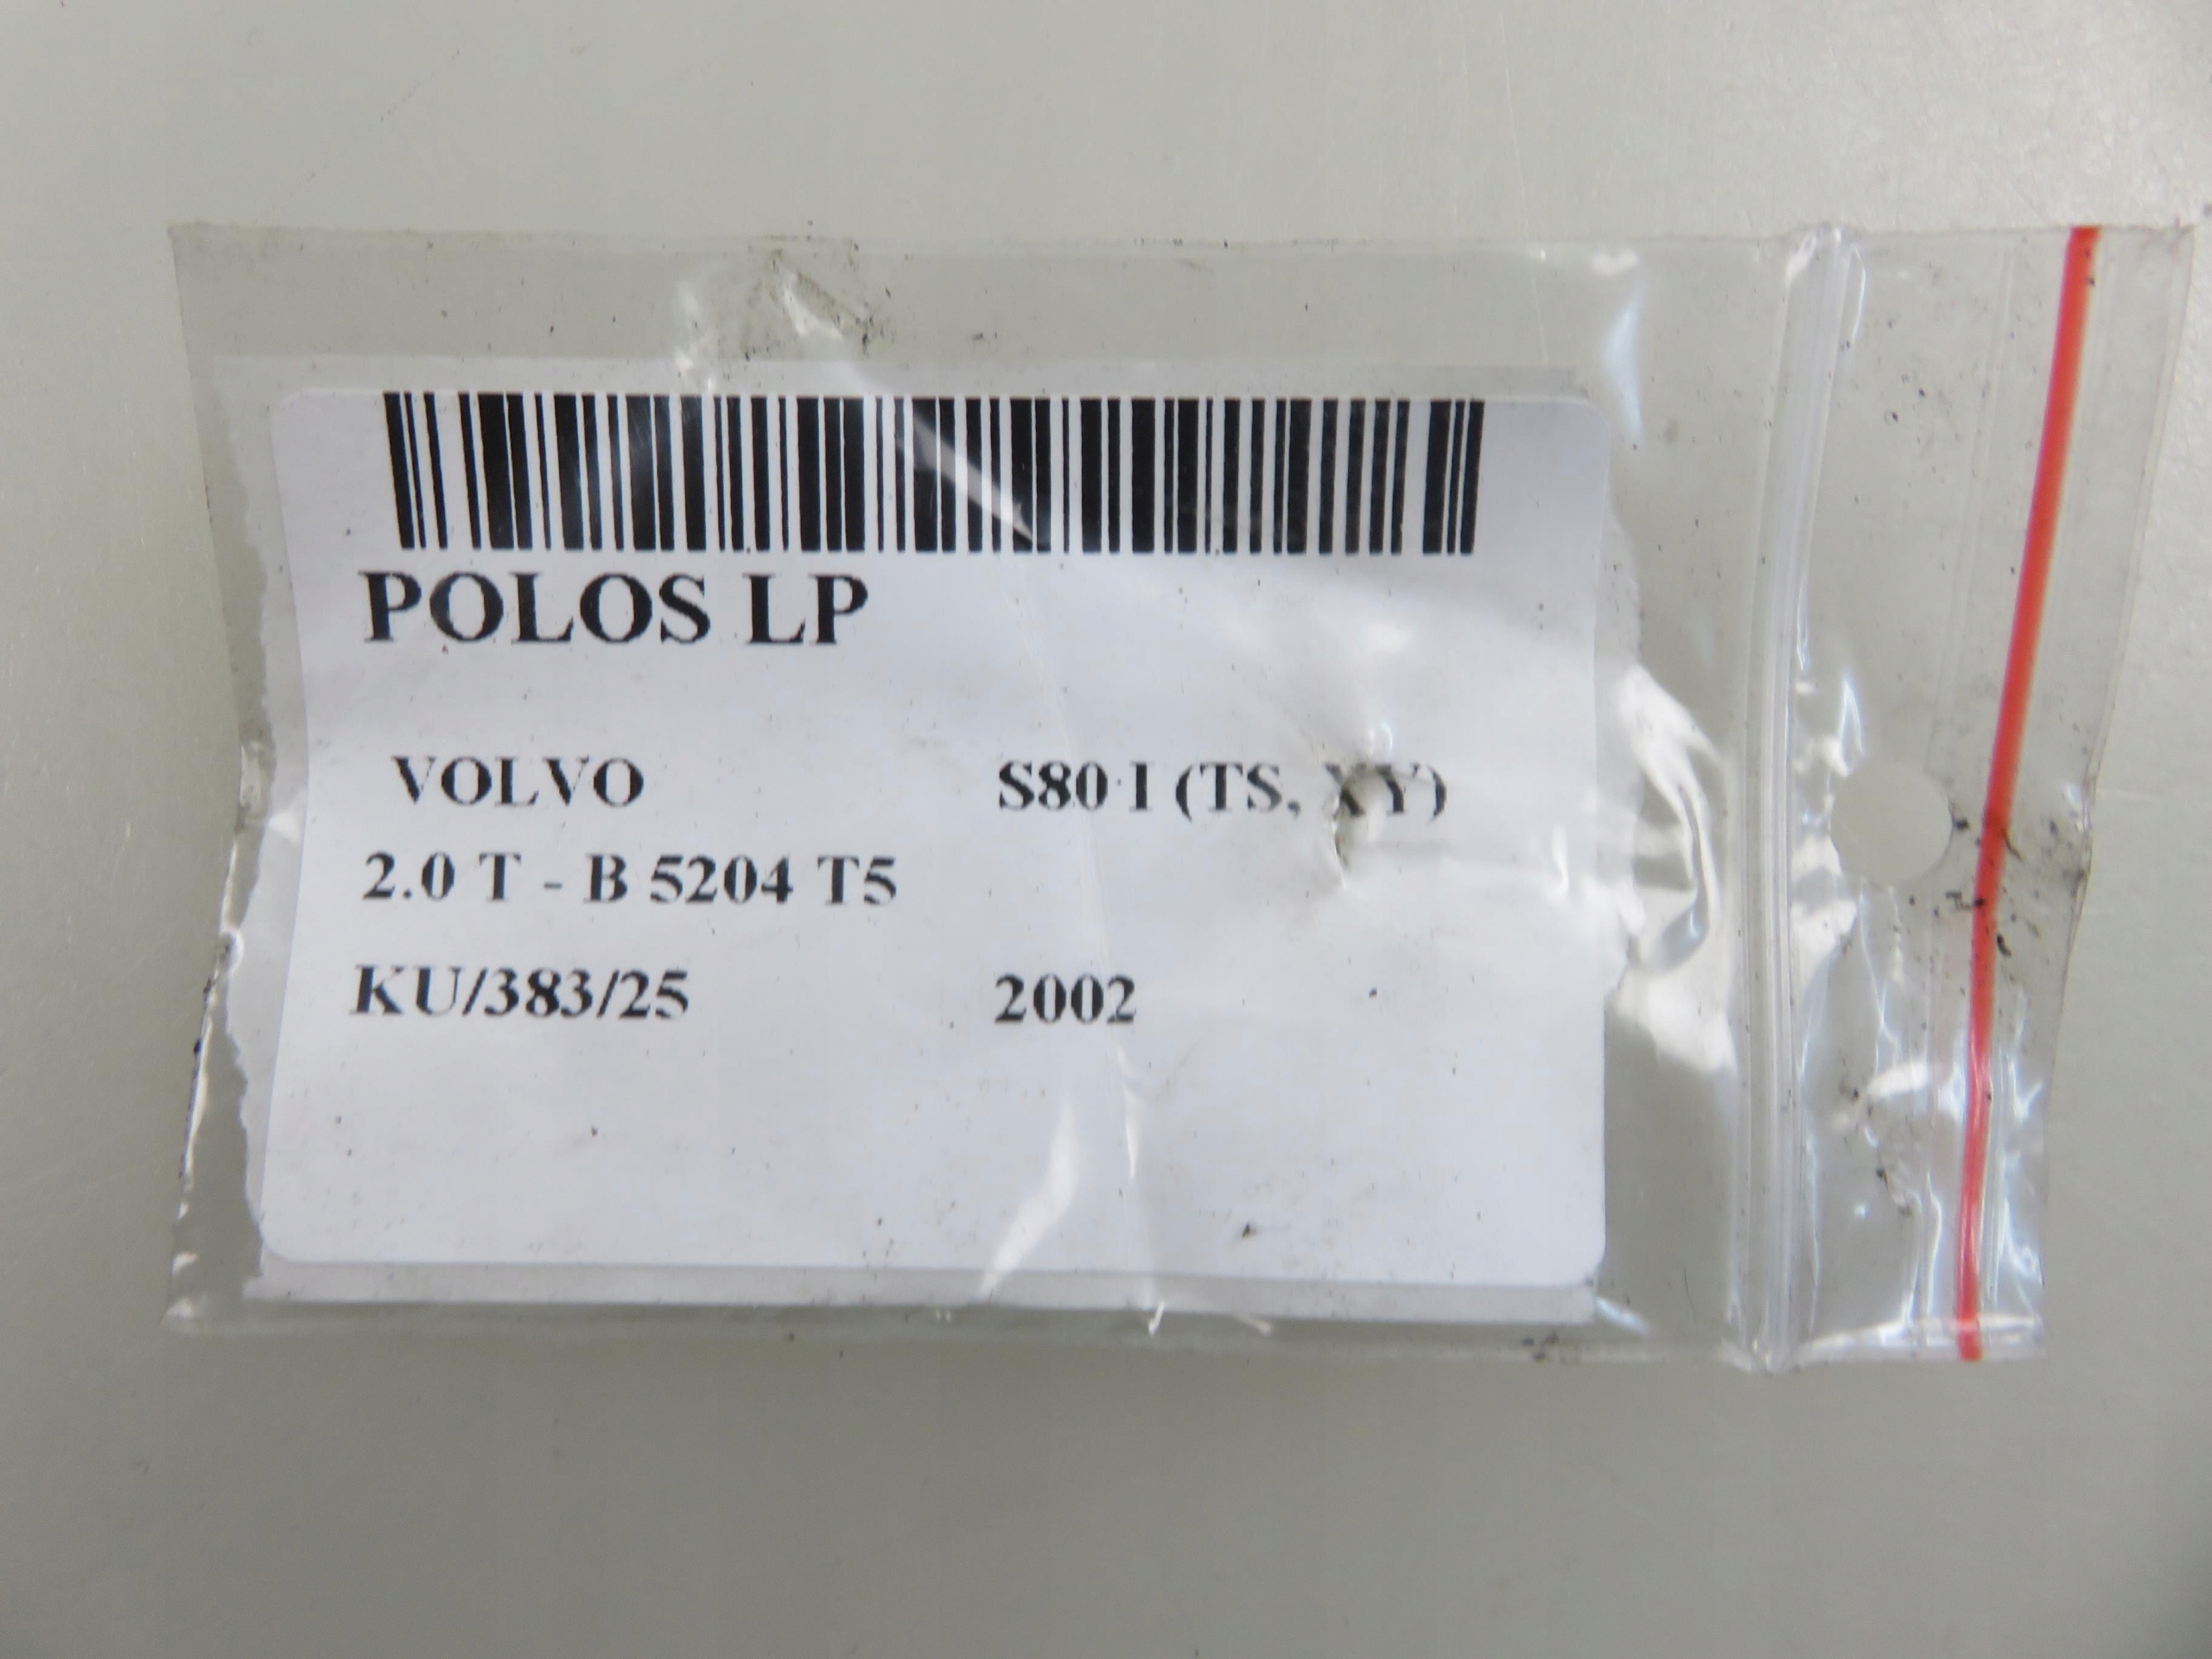 POLOS LP
VOLVO S80 I (TS, XY)
2.0 T - B 5204 T5
KU/383/25 2002